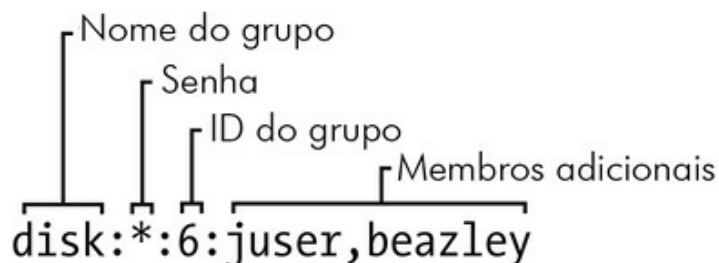 Nome do grupo
Senha
ID do grupo
Membros adicionais
disk:*:6:juser,beazley